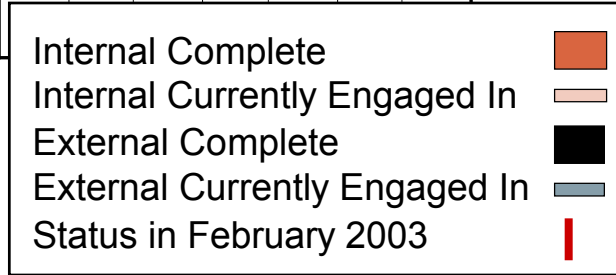 Internal Complete
Internal Currently Engaged In
External Complete
External Currently Engaged In
Status in February 2003